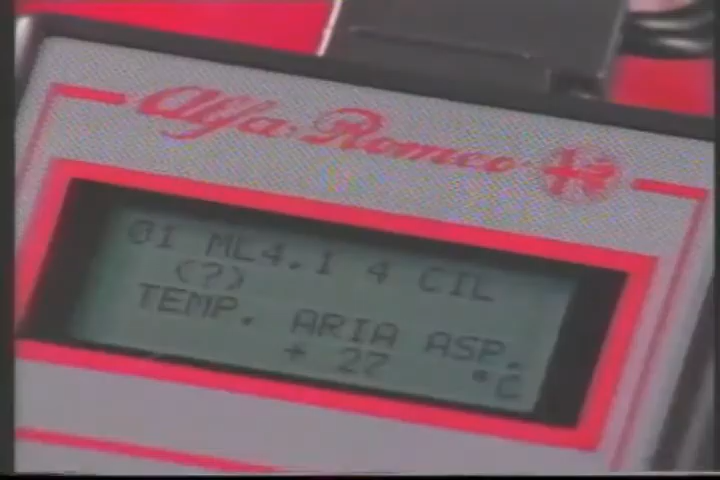 Alfa Romeo
01 ML4.1 4 CIL
(?)
TEMP. ARIA ASP.
+ 27 °C